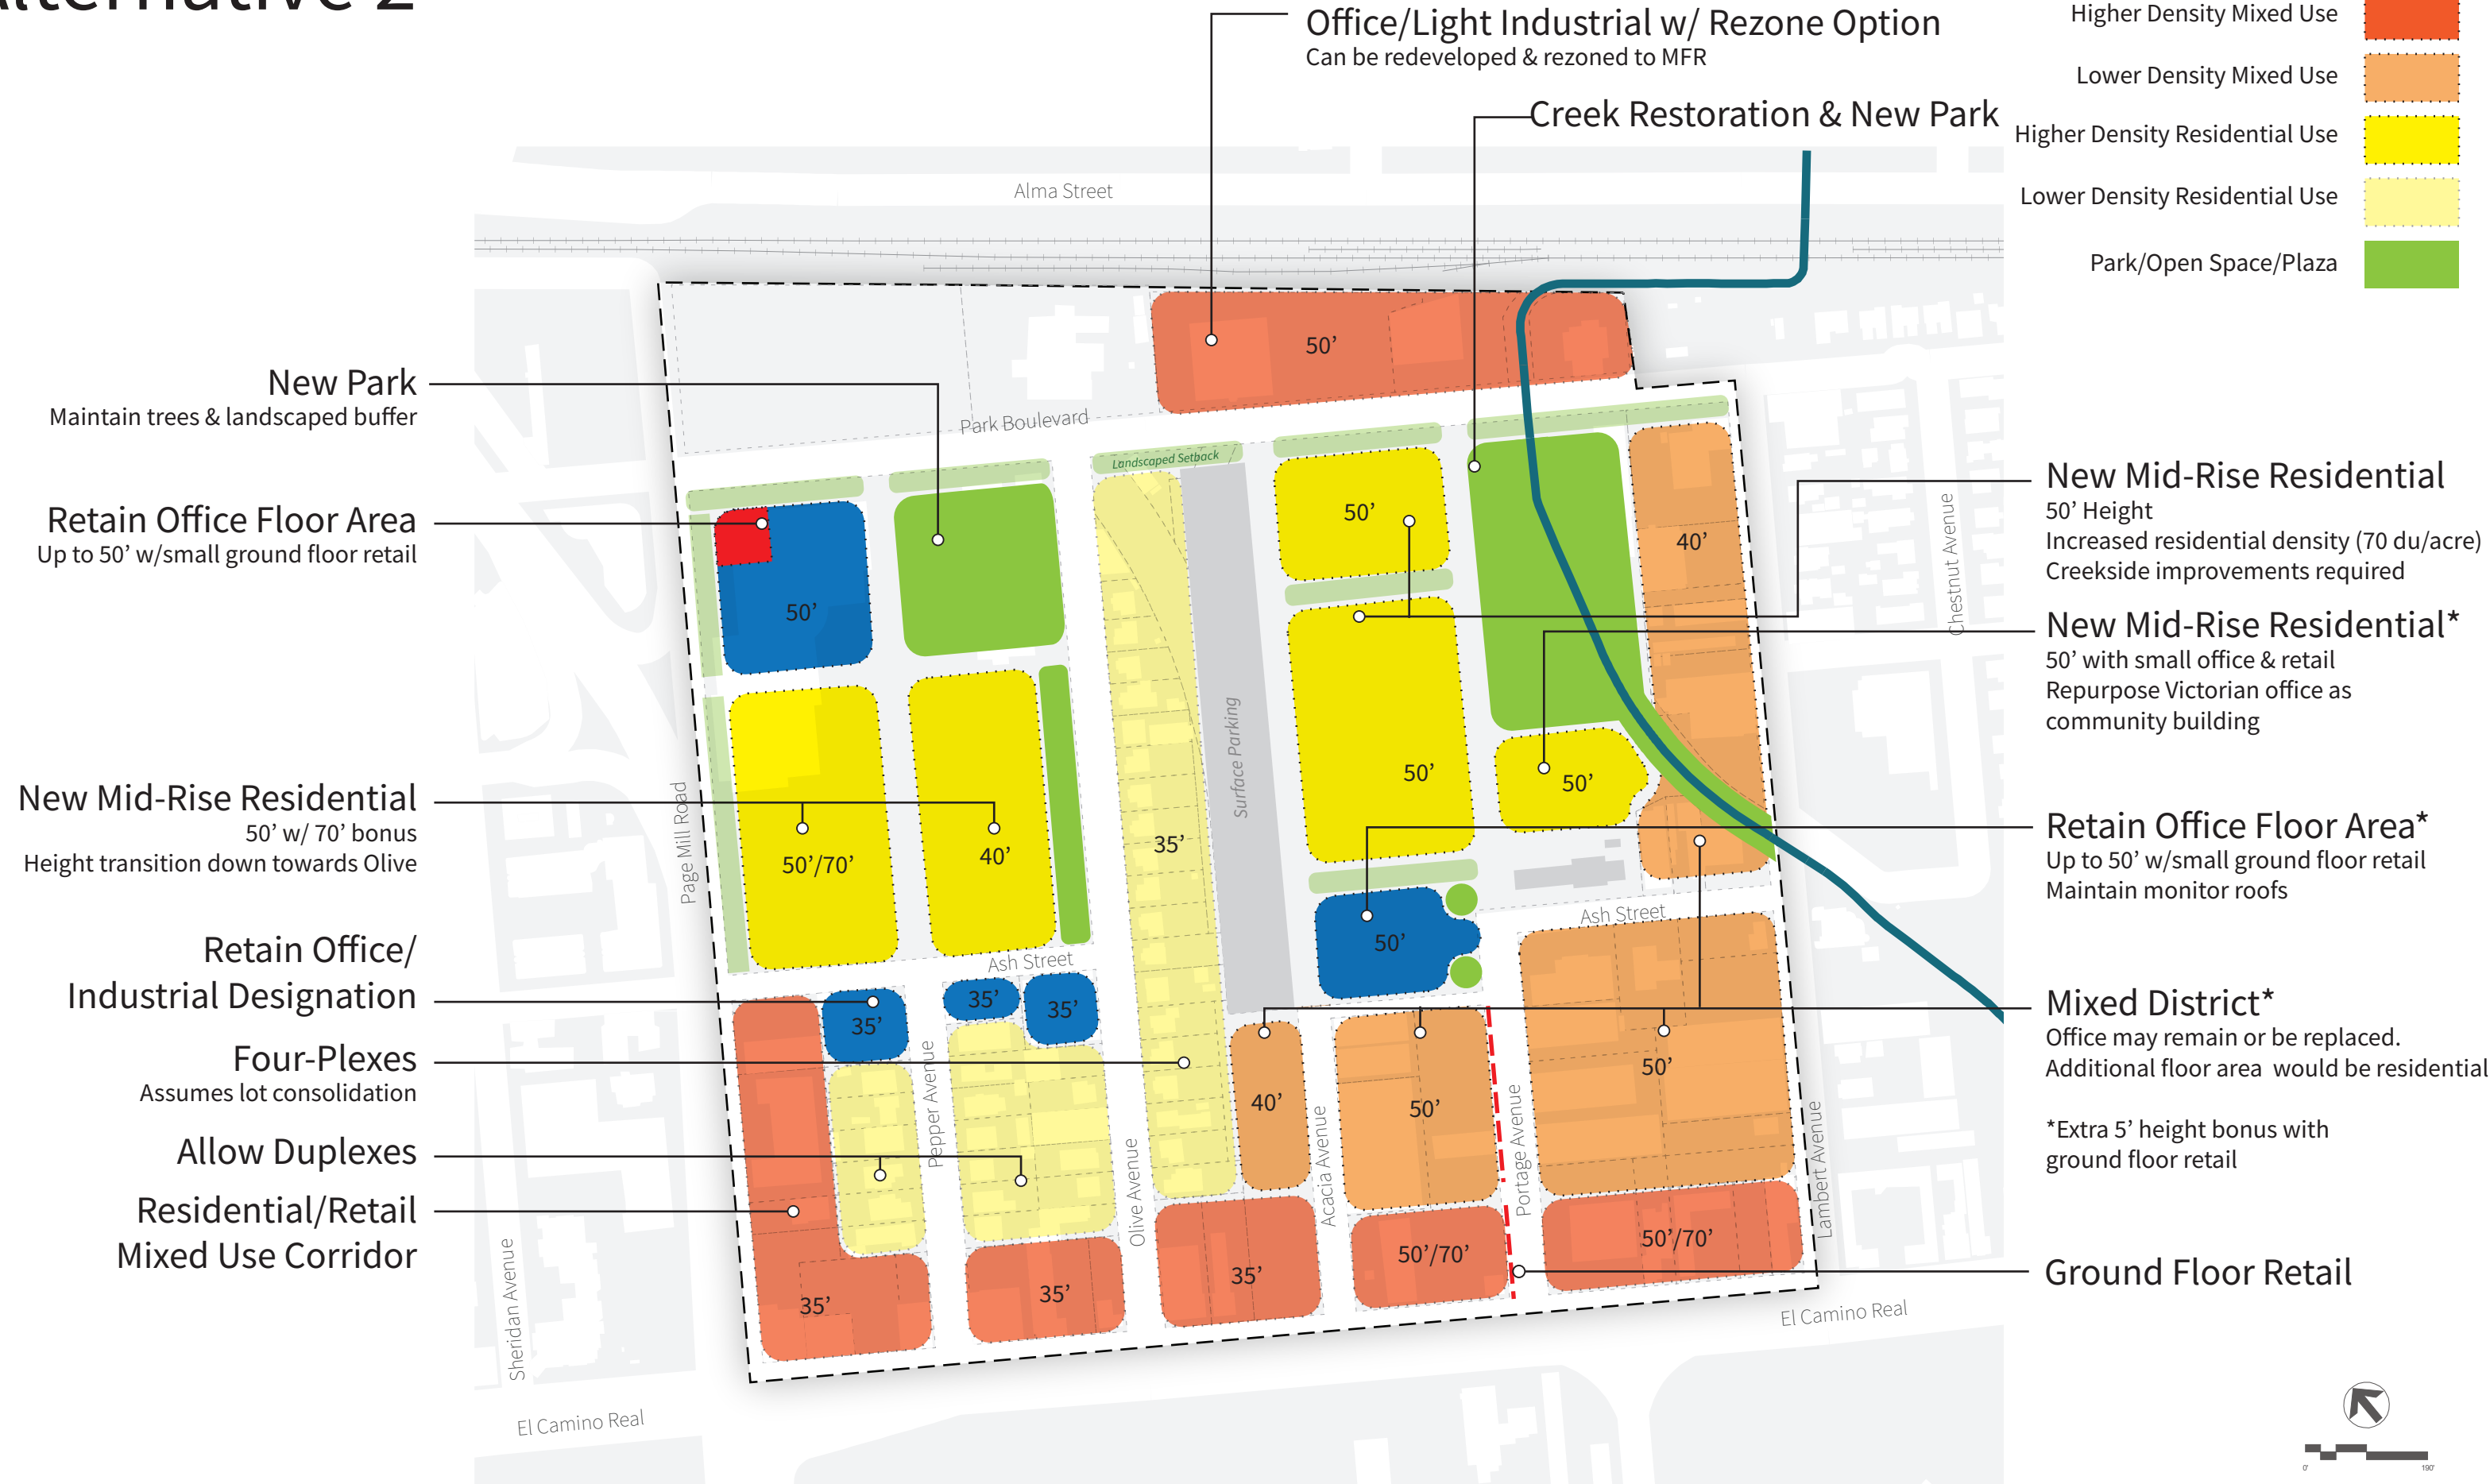 Alternative 2
Office/Light Industrial w/ Rezone Option
Can be redeveloped & rezoned to MFR
Creek Restoration & New Park
Higher Density Mixed Use
Lower Density Mixed Use
Higher Density Residential Use
Lower Density Residential Use
Park/Open Space/Plaza
New Park
Maintain trees & landscaped buffer
Retain Office Floor Area
Up to 50’ w/small ground floor retail
New Mid-Rise Residential
50’ w/ 70’ bonus
Height transition down towards Olive
Retain Office/
Industrial Designation
Four-Plexes
Assumes lot consolidation
Allow Duplexes
Residential/Retail
Mixed Use Corridor
Alma Street
Park Boulevard
Landscaped Setback
Surface Parking
Page Mill Road
Ash Street
Ash Street
Pepper Avenue
Olive Avenue
Acacia Avenue
Portage Avenue
Lambert Avenue
Chestnut Avenue
Sheridan Avenue
El Camino Real
El Camino Real
50’
50’
50’
40’
50’
50’/70’
40’
35’
50’
50’
50’
35’
35’
35’
40’
50’
50’
35’
35’
35’
50’/70’
50’/70’
New Mid-Rise Residential
50’ Height
Increased residential density (70 du/acre)
Creekside improvements required
New Mid-Rise Residential*
50’ with small office & retail
Repurpose Victorian office as
community building
Retain Office Floor Area*
Up to 50’ w/small ground floor retail
Maintain monitor roofs
Mixed District*
Office may remain or be replaced.
Additional floor area would be residential
*Extra 5’ height bonus with
ground floor retail
Ground Floor Retail
0'
190'